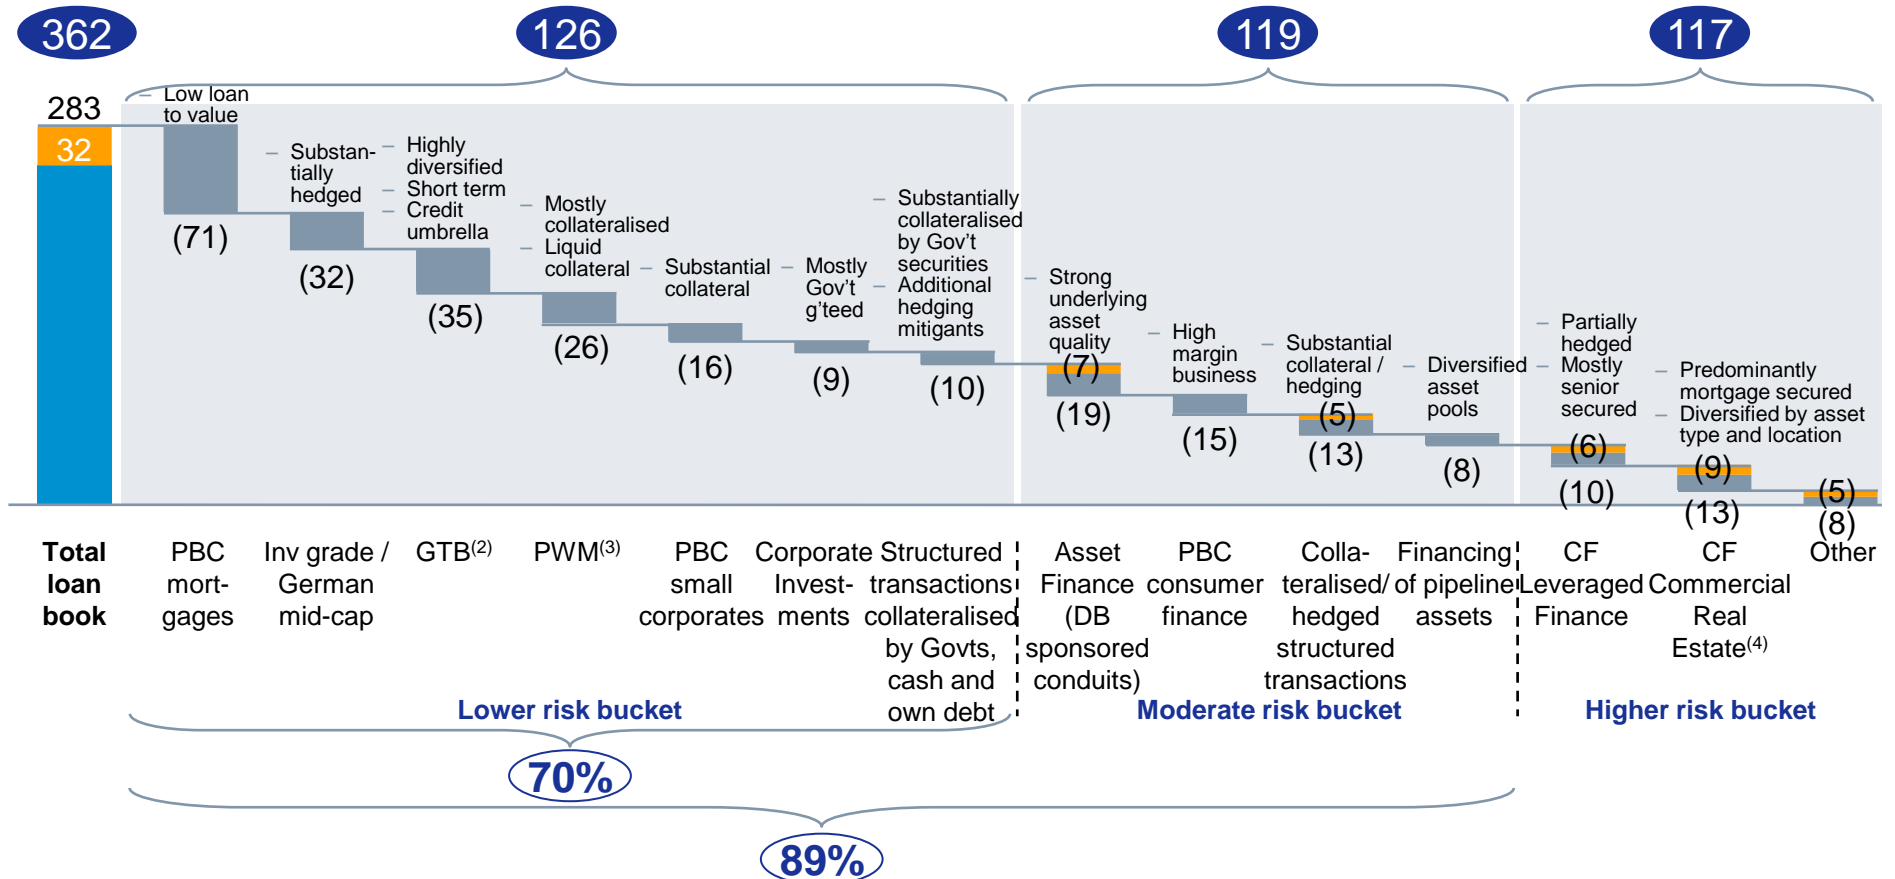 362
126
119
117
283
32
– Low loan
to value
(71)
– Substan-
tially
hedged
(32)
– Highly
diversified
– Short term
– Credit
umbrella
(35)
– Mostly
collateralised
– Liquid
collateral
(26)
– Substantial
collateral
(16)
– Mostly
Gov't
g'teed
(9)
– Substantially
collateralised
by Gov't
securities
– Additional
hedging
mitigants
(10)
– Strong
underlying
asset
quality
(7)
(19)
– High
margin
business
(15)
– Substantial
collateral /
hedging
(5)
(13)
– Diversified
asset
pools
(8)
– Partially
hedged
– Mostly
senior
secured
(6)
(10)
– Predominantly
mortgage secured
– Diversified by asset
type and location
(9)
(13)
(5)
(8)
Total
loan
book
PBC
mort-
gages
Inv grade /
German
mid-cap
GTB(2)
PWM(3)
PBC
small
corporates
Corporate
Invest-
ments
Structured
transactions
collateralised
by Govts,
cash and
own debt
Asset
Finance
(DB
sponsored
conduits)
PBC
consumer
finance
Colla-
teralised/
hedged
structured
transactions
Financing
of pipeline
assets
CF
Leveraged
Finance
CF
Commercial
Real
Estate(4)
Other
Lower risk bucket
Moderate risk bucket
Higher risk bucket
70%
89%